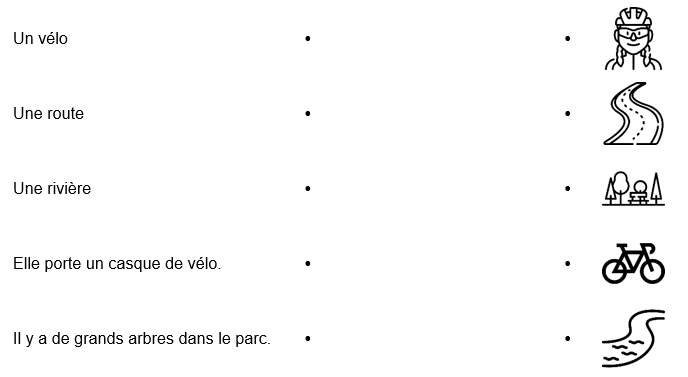 Un vélo
Une route
Une rivière
Elle porte un casque de vélo.
Il y a de grands arbres dans le parc.